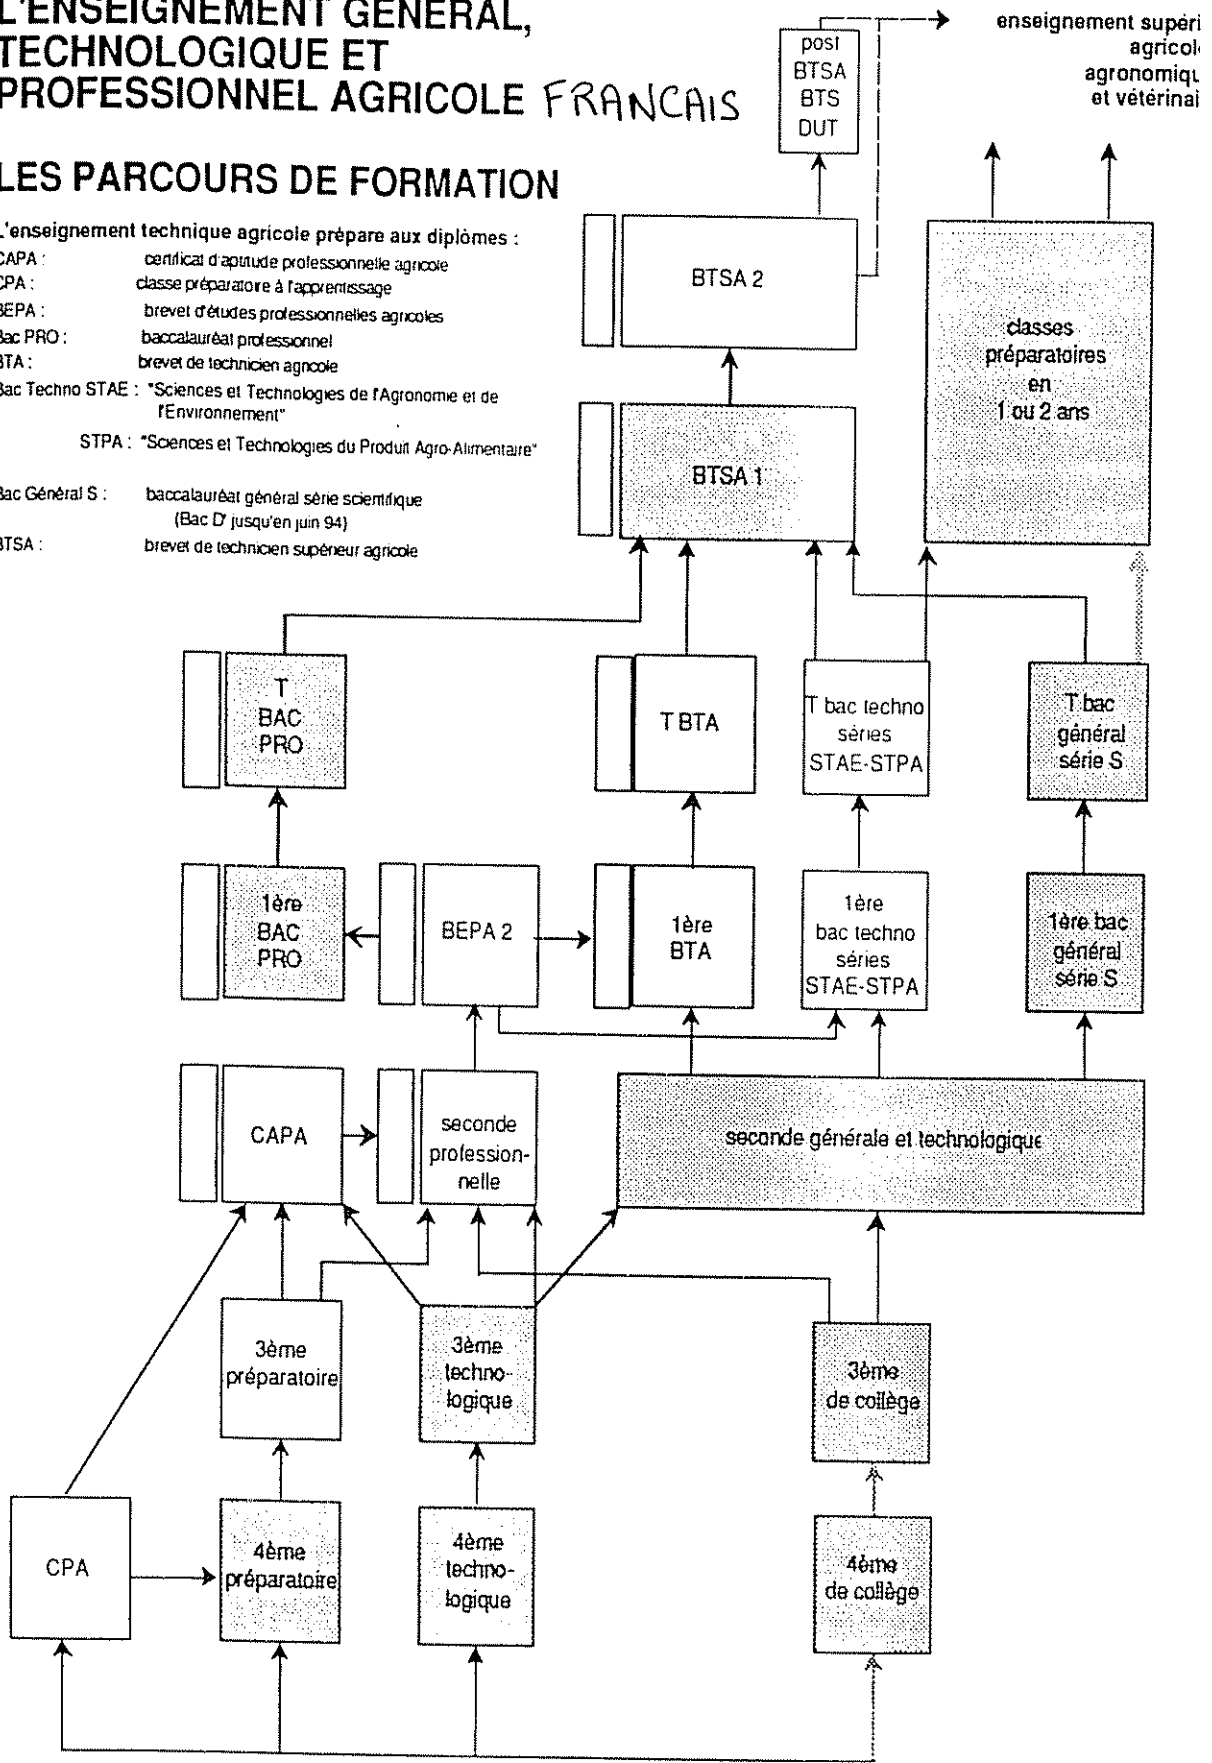 L'ENSEIGNEMENT GÉNÉRAL,
TECHNOLOGIQUE ET
PROFESSIONNEL AGRICOLE FRANCAIS
LES PARCOURS DE FORMATION
L'enseignement technique agricole prépare aux diplômes :
CAPA : certificat d'aptitude professionnelle agricole
CPA : classe préparatoire à l'apprentissage
BEPA : brevet d'études professionnelles agricoles
Bac PRO : baccalauréat professionnel
BTA : brevet de technicien agricole
Bac Techno STAE : "Sciences et Technologies de l'Agronomie et de
l'Environnement"
STPA : "Sciences et Technologies du Produit Agro-Alimentaire"
Bac Général S : baccalauréat général série scientifique
(Bac D' jusqu'en juin 94)
BTSA : brevet de technicien supérieur agricole
post
BTSA
BTS
DUT
enseignement supéri
agricol
agronomiqu
et vétérinai
BTSA 2
classes
préparatoires
en
1 ou 2 ans
BTSA 1
T
BAC
PRO
T BTA
T bac techno
séries
STAE-STPA
T bac
général
série S
1ère
BAC
PRO
BEPA 2
1ère
BTA
1ère
bac techno
séries
STAE-STPA
1ère bac
général
série S
CAPA
seconde
profession-
nelle
seconde générale et technologique
3ème
préparatoire
3ème
techno-
logique
3ème
de collège
CPA
4ème
préparatoire
4ème
techno-
logique
4ème
de collège